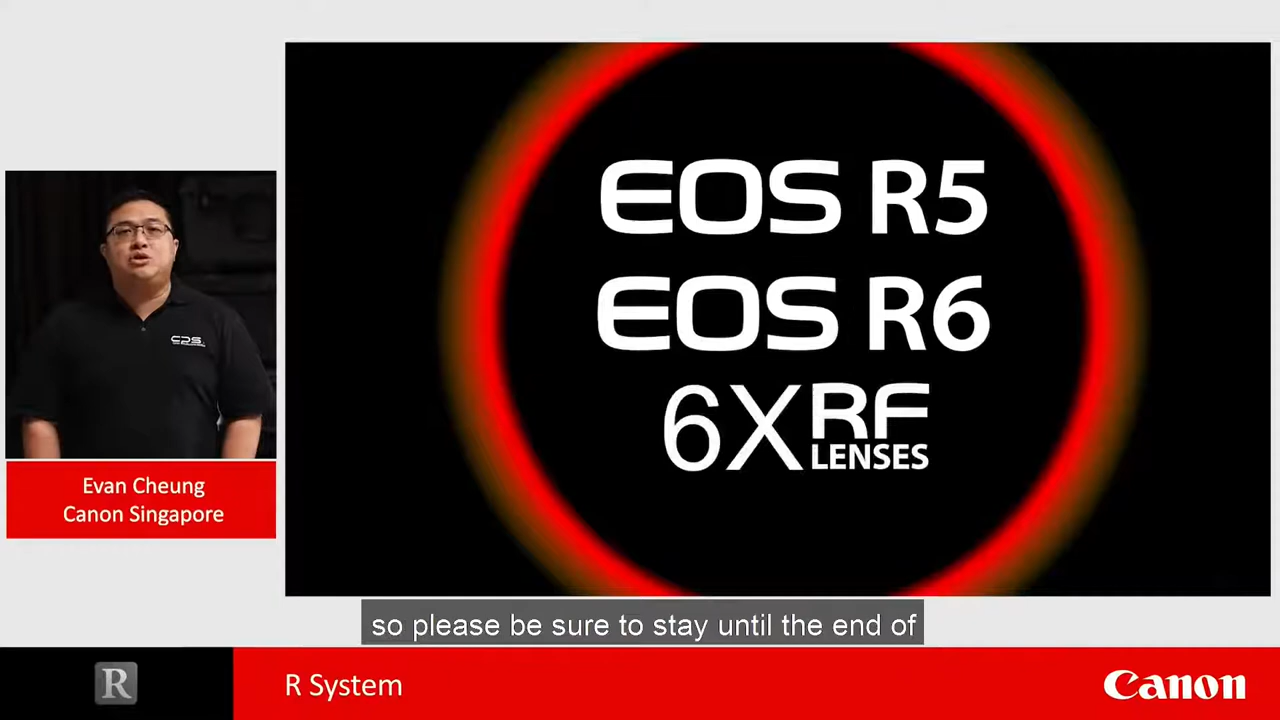 EOS R5
EOS R6
6X RF
LENSES
CPS
Evan Cheung
Canon Singapore
so please be sure to stay until the end of
R
R System
Canon